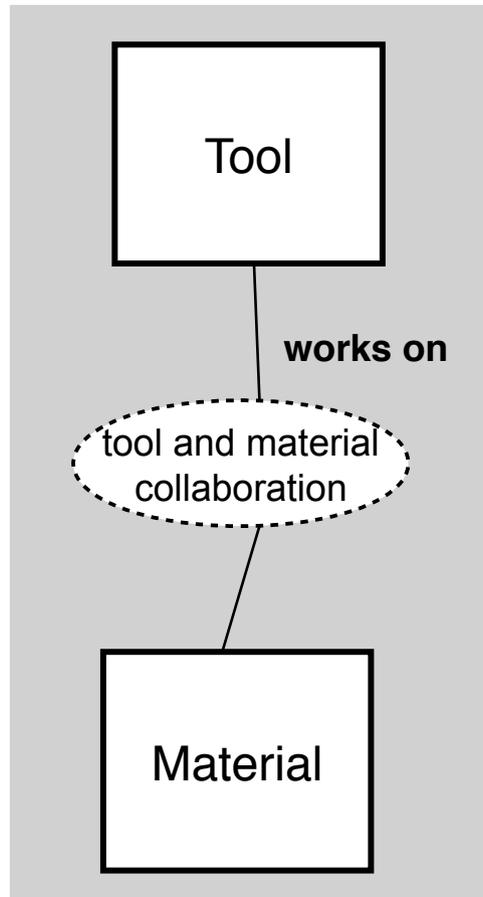 Tool
works on
tool and material
collaboration
Material